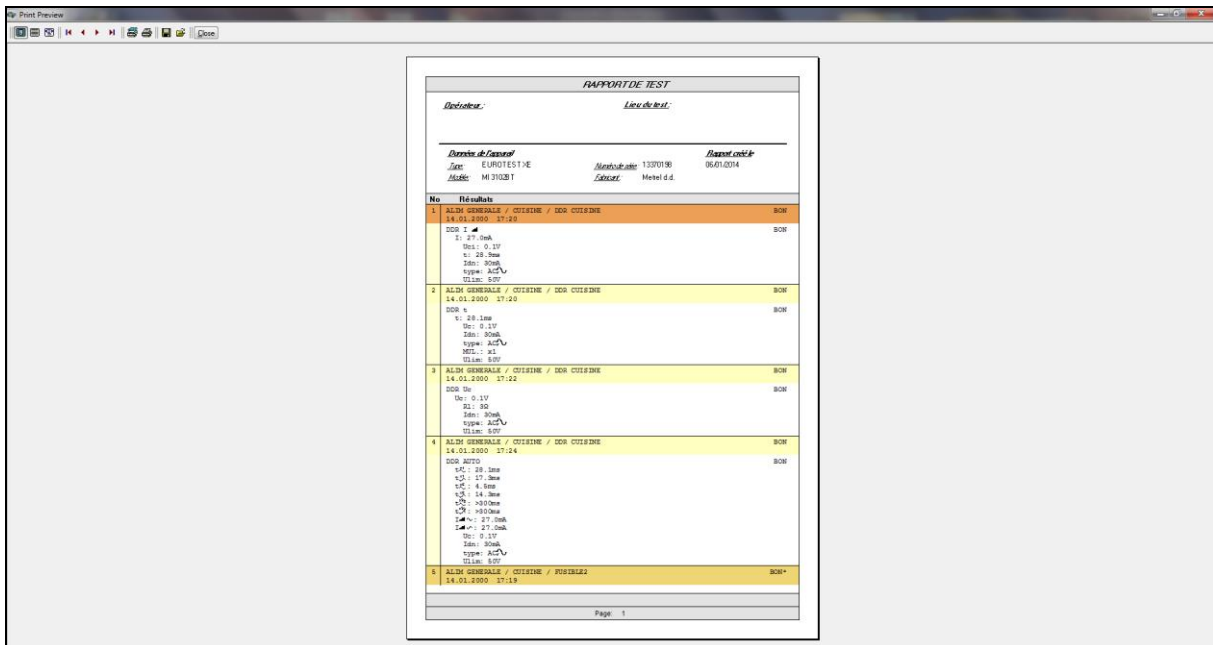 Print Preview
Close
RAPPORT DE TEST
Opérateur : Lieu du test :
Données de l'appareil Rapport créé le
Type: EUROTEST XE Numéro de série: 13370198 06/01/2014
Modèle: MI 3102B T Fabricant: Metrel d.d.
No Résultats
1 ALIM GENERALE / CUISINE / DDR CUISINE BON
14.01.2000 17:20
DDR I BON
I: 27.0mA
Uci: 0.1V
t: 28.9ms
Idn: 30mA
type: AC
Ulim: 50V
2 ALIM GENERALE / CUISINE / DDR CUISINE BON
14.01.2000 17:20
DDR t BON
t: 28.1ms
Uc: 0.1V
Idn: 30mA
type: AC
MUL.: x1
Ulim: 50V
3 ALIM GENERALE / CUISINE / DDR CUISINE BON
14.01.2000 17:22
DDR Uc BON
Uc: 0.1V
Rl: 3Ω
Idn: 30mA
type: AC
Ulim: 50V
4 ALIM GENERALE / CUISINE / DDR CUISINE BON
14.01.2000 17:24
DDR AUTO BON
t: 28.1ms
t: 17.3ms
t: 4.6ms
t: 14.3ms
t: >300ms
t: >300ms
I: 27.0mA
I: 27.0mA
Uc: 0.1V
Idn: 30mA
type: AC
Ulim: 50V
5 ALIM GENERALE / CUISINE / FUSIBLE2 BON*
14.01.2000 17:19
Page: 1